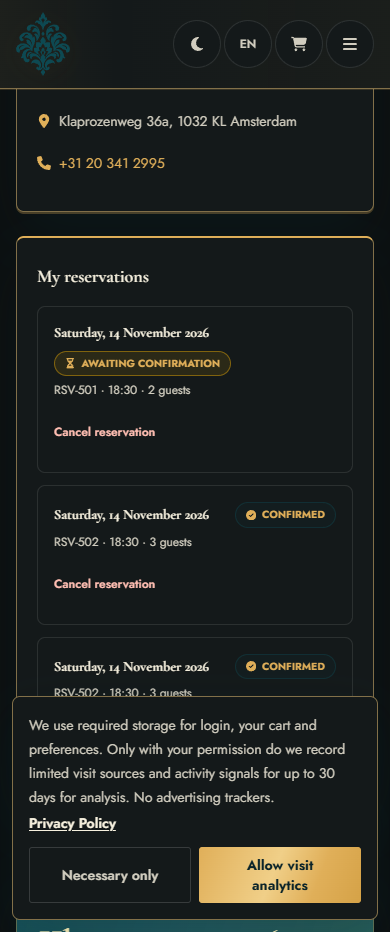 EN
Klaprozenweg 36a, 1032 KL Amsterdam
+31 20 341 2995
My reservations
Saturday, 14 November 2026
AWAITING CONFIRMATION
RSV-501 · 18:30 · 2 guests
Cancel reservation
Saturday, 14 November 2026
CONFIRMED
RSV-502 · 18:30 · 3 guests
Cancel reservation
Saturday, 14 November 2026
CONFIRMED
RSV-502 · 18:30 · 3 guests
We use required storage for login, your cart and
preferences. Only with your permission do we record
limited visit sources and activity signals for up to 30
days for analysis. No advertising trackers.
Privacy Policy
Necessary only
Allow visit
analytics